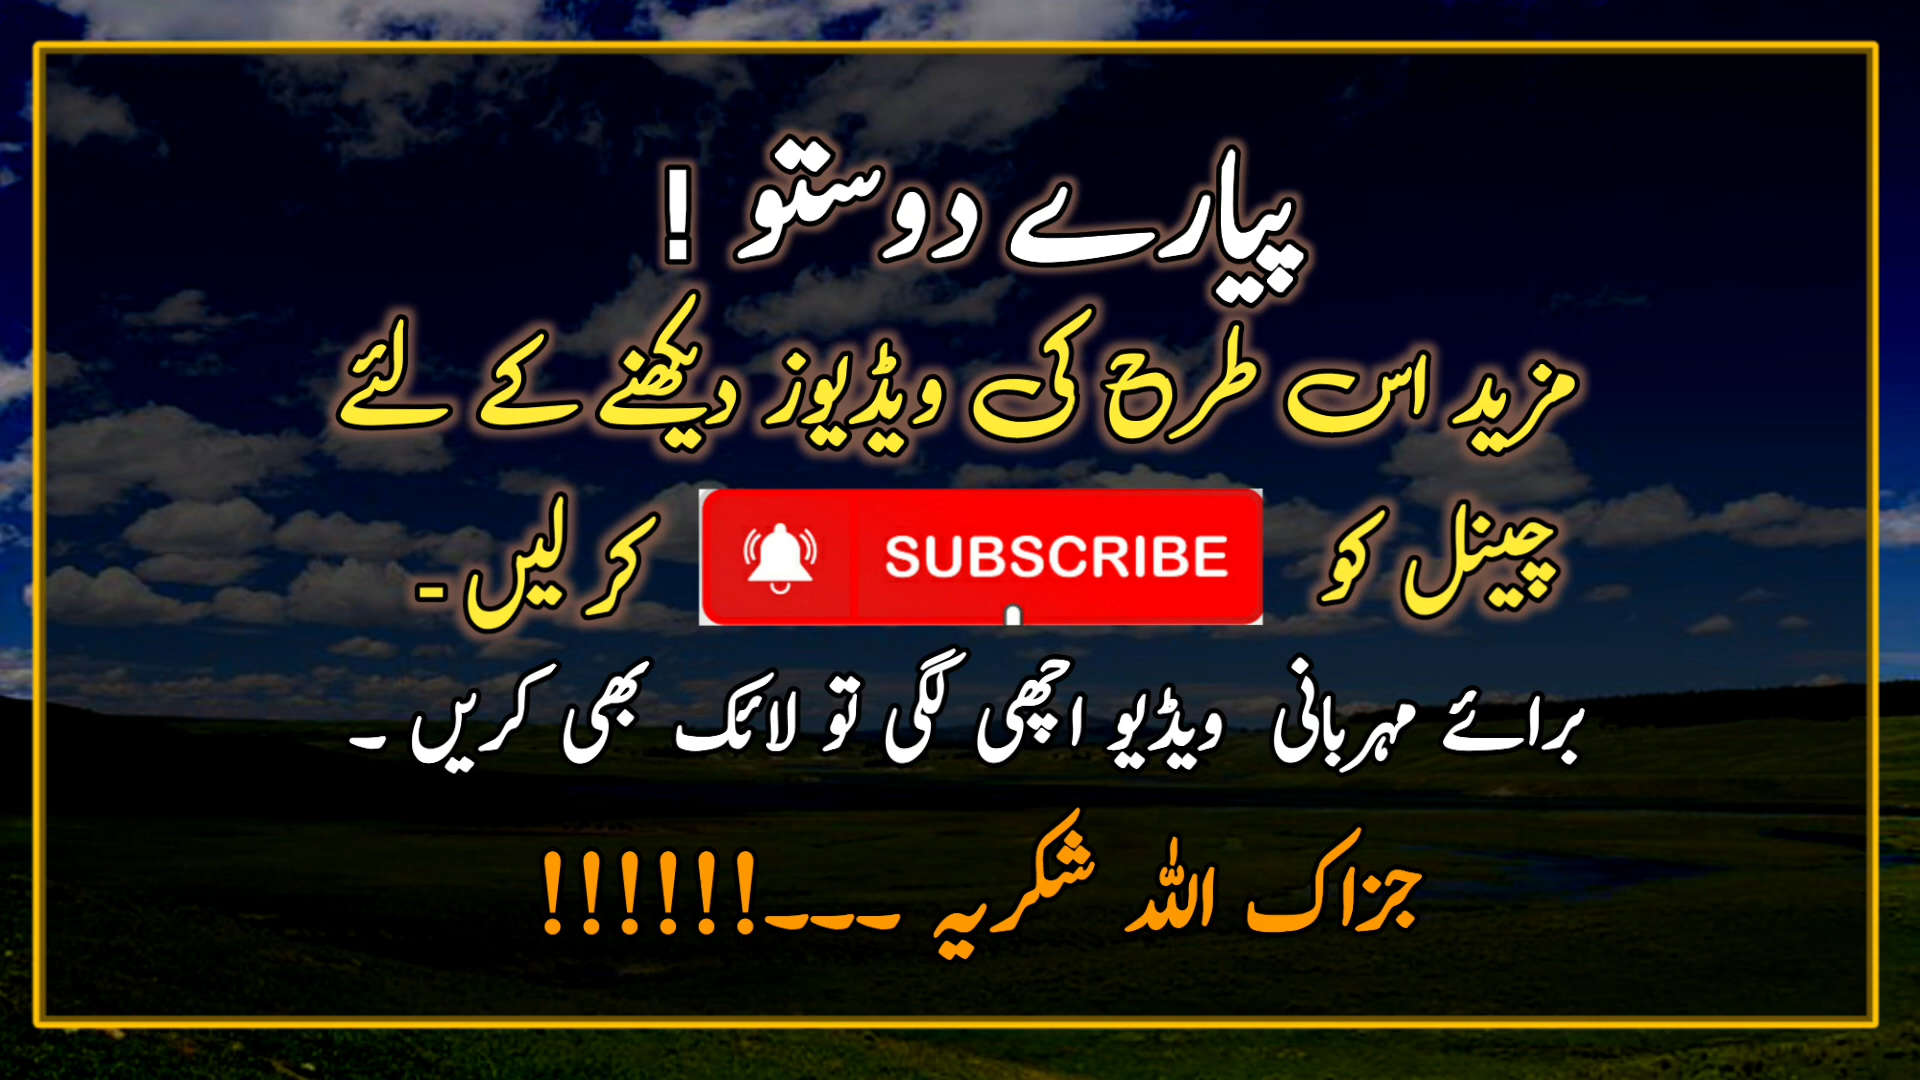 پیارے دوستو !
مزید اس طرح کی ویڈیوز دیکھنے کے لئے
چینل کو SUBSCRIBE کر لیں -
برائے مہربانی ویڈیو اچھی لگی تو لائک بھی کریں ۔
جزاک اللہ شکریہ ۔۔۔!!!!!!